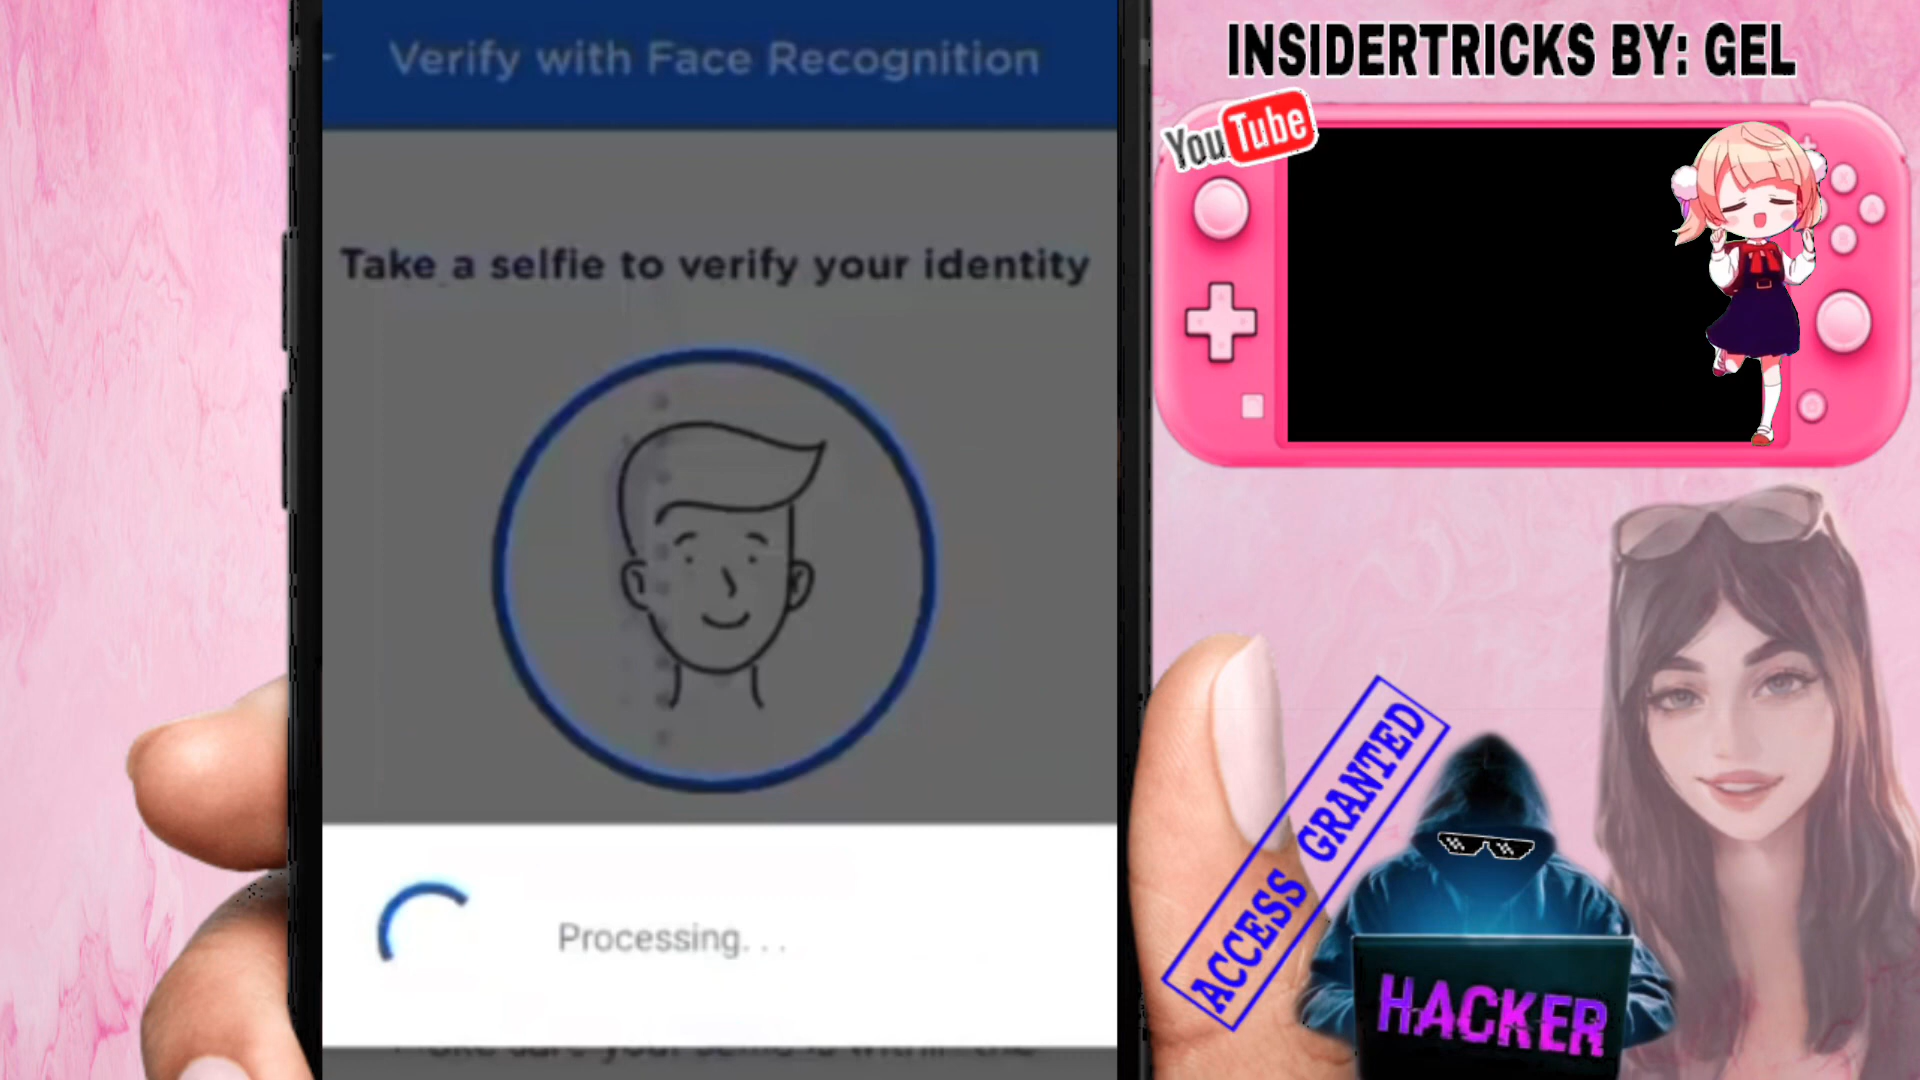 Verify with Face Recognition
Take a selfie to verify your identity
Processing. . .
INSIDERTRICKS BY: GEL
YouTube
ACCESS GRANTED
HACKER